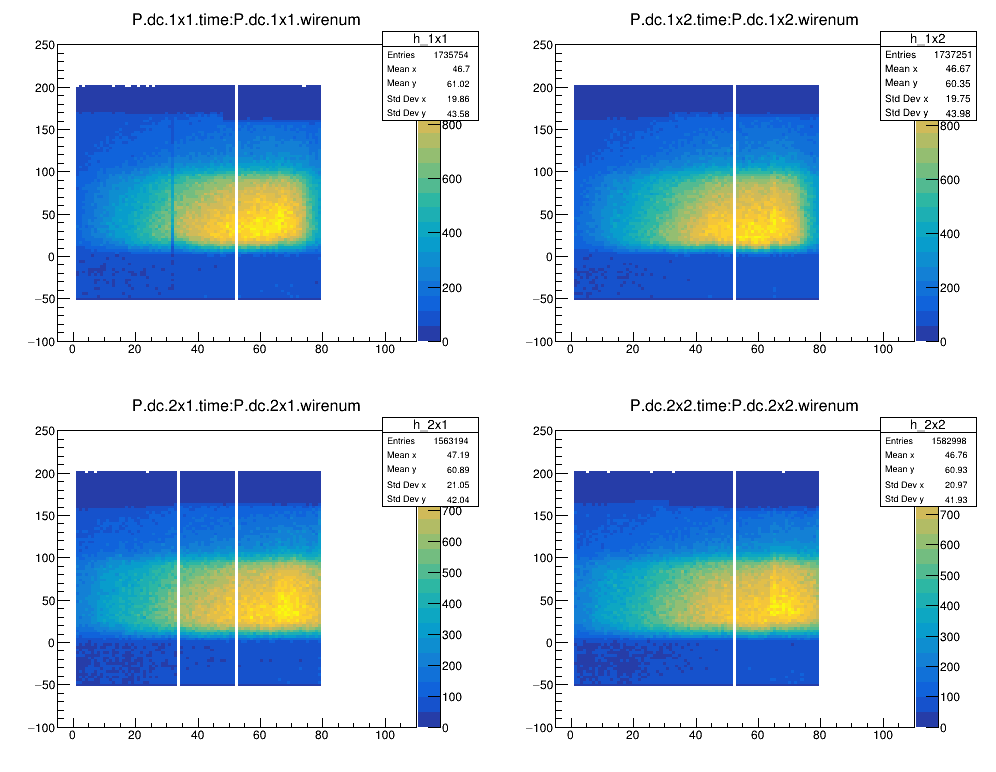 P.dc.1x1.time:P.dc.1x1.wirenum
h_1x1
Entries 1735754
Mean x 46.7
Mean y 61.02
Std Dev x 19.86
Std Dev y 43.58
250
200
150
100
50
0
−50
−100
0 20 40 60 80 100
800
600
400
200
0
P.dc.1x2.time:P.dc.1x2.wirenum
h_1x2
Entries 1737251
Mean x 46.67
Mean y 60.35
Std Dev x 19.75
Std Dev y 43.98
250
200
150
100
50
0
−50
−100
0 20 40 60 80 100
800
600
400
200
0
P.dc.2x1.time:P.dc.2x1.wirenum
h_2x1
Entries 1563194
Mean x 47.19
Mean y 60.89
Std Dev x 21.05
Std Dev y 42.04
250
200
150
100
50
0
−50
−100
0 20 40 60 80 100
700
600
500
400
300
200
100
0
P.dc.2x2.time:P.dc.2x2.wirenum
h_2x2
Entries 1582998
Mean x 46.76
Mean y 60.93
Std Dev x 20.97
Std Dev y 41.93
250
200
150
100
50
0
−50
−100
0 20 40 60 80 100
700
600
500
400
300
200
100
0